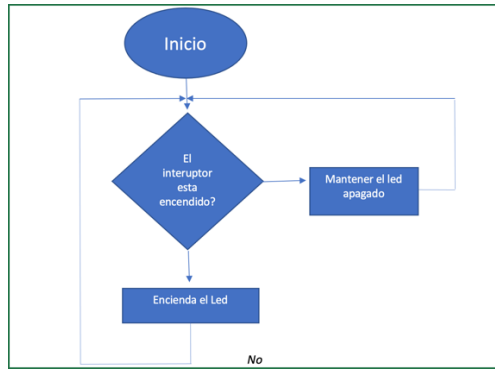 Inicio
El
interuptor
esta
encendido?
Mantener el led
apagado
Encienda el Led
No